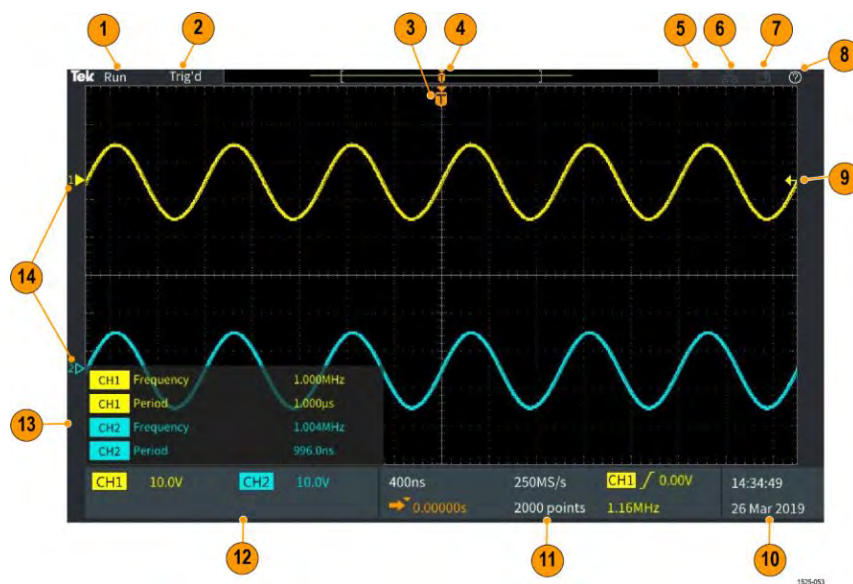 1
2
3
4
5
6
7
8
Tek Run Trig'd
T
T
1
9
14
2
CH1 Frequency 1.000MHz
CH1 Period 1.000µs
CH2 Frequency 1.004MHz
CH2 Period 996.0ns
13
CH1 10.0V CH2 10.0V 400ns 250MS/s CH1 0.00V 14:34:49
0.00000s 2000 points 1.16MHz 26 Mar 2019
12
11
10
1525-053